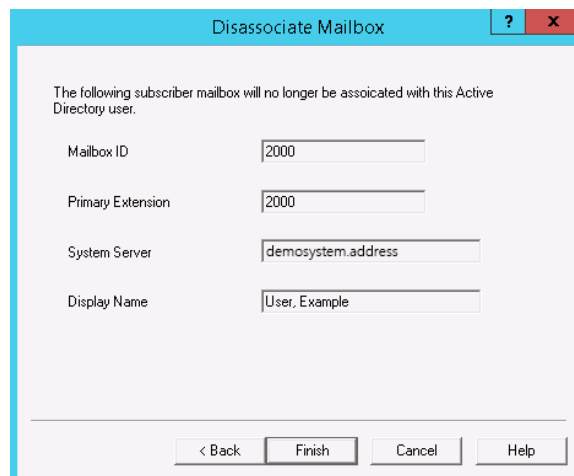 Disassociate Mailbox
?
x
The following subscriber mailbox will no longer be assoicated with this Active
Directory user.
Mailbox ID 2000
Primary Extension 2000
System Server demosystem.address
Display Name User, Example
< Back Finish Cancel Help